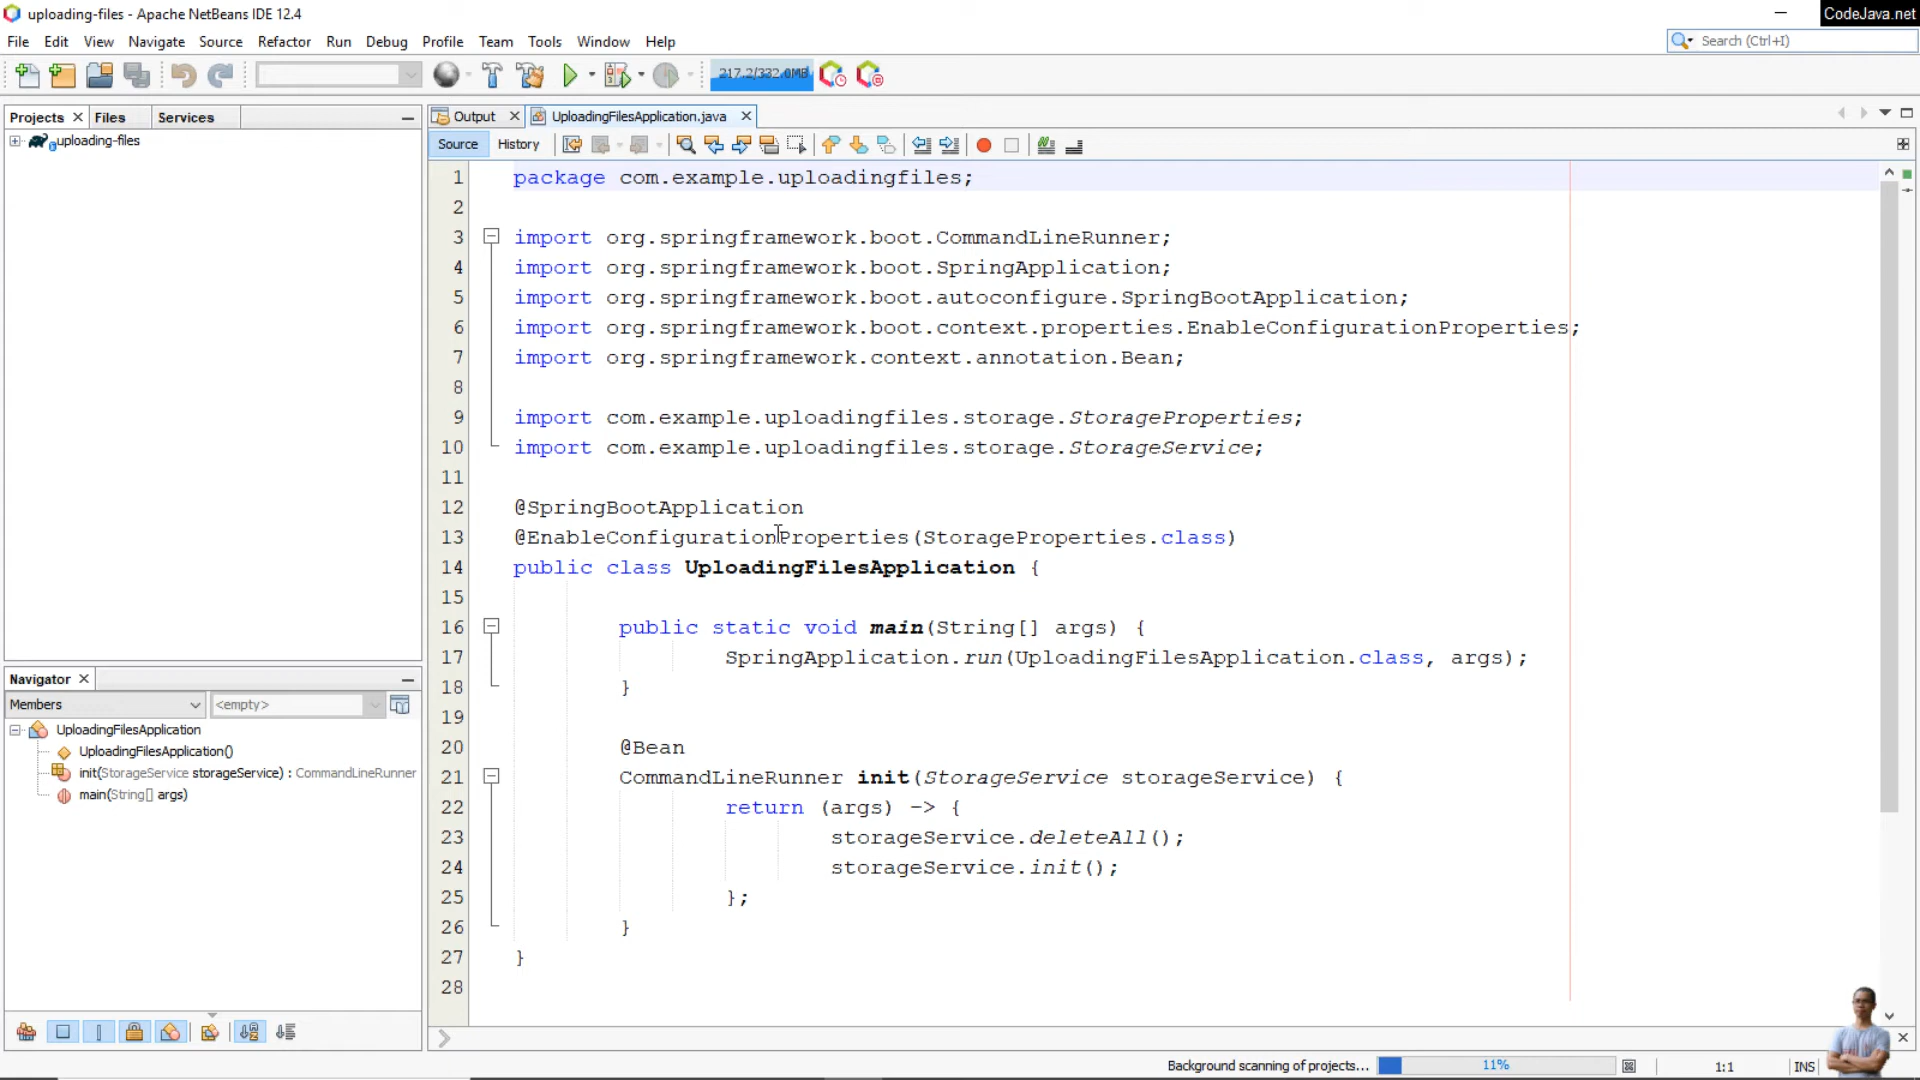 uploading-files - Apache NetBeans IDE 12.4
CodeJava.net
File Edit View Navigate Source Refactor Run Debug Profile Team Tools Window Help
Search (Ctrl+I)
217.2/332.0MB
Projects Files Services
Output UploadingFilesApplication.java
uploading-files
Source History
1 package com.example.uploadingfiles;
2
3 import org.springframework.boot.CommandLineRunner;
4 import org.springframework.boot.SpringApplication;
5 import org.springframework.boot.autoconfigure.SpringBootApplication;
6 import org.springframework.boot.context.properties.EnableConfigurationProperties;
7 import org.springframework.context.annotation.Bean;
8
9 import com.example.uploadingfiles.storage.StorageProperties;
10 import com.example.uploadingfiles.storage.StorageService;
11
12 @SpringBootApplication
13 @EnableConfigurationProperties(StorageProperties.class)
14 public class UploadingFilesApplication {
15
16 public static void main(String[] args) {
17 SpringApplication.run(UploadingFilesApplication.class, args);
18 }
19
20 @Bean
21 CommandLineRunner init(StorageService storageService) {
22 return (args) -> {
23 storageService.deleteAll();
24 storageService.init();
25 };
26 }
27 }
28
Navigator
Members <empty>
UploadingFilesApplication
UploadingFilesApplication()
init(StorageService storageService) : CommandLineRunner
main(String[] args)
Background scanning of projects... 11% 1:1 INS